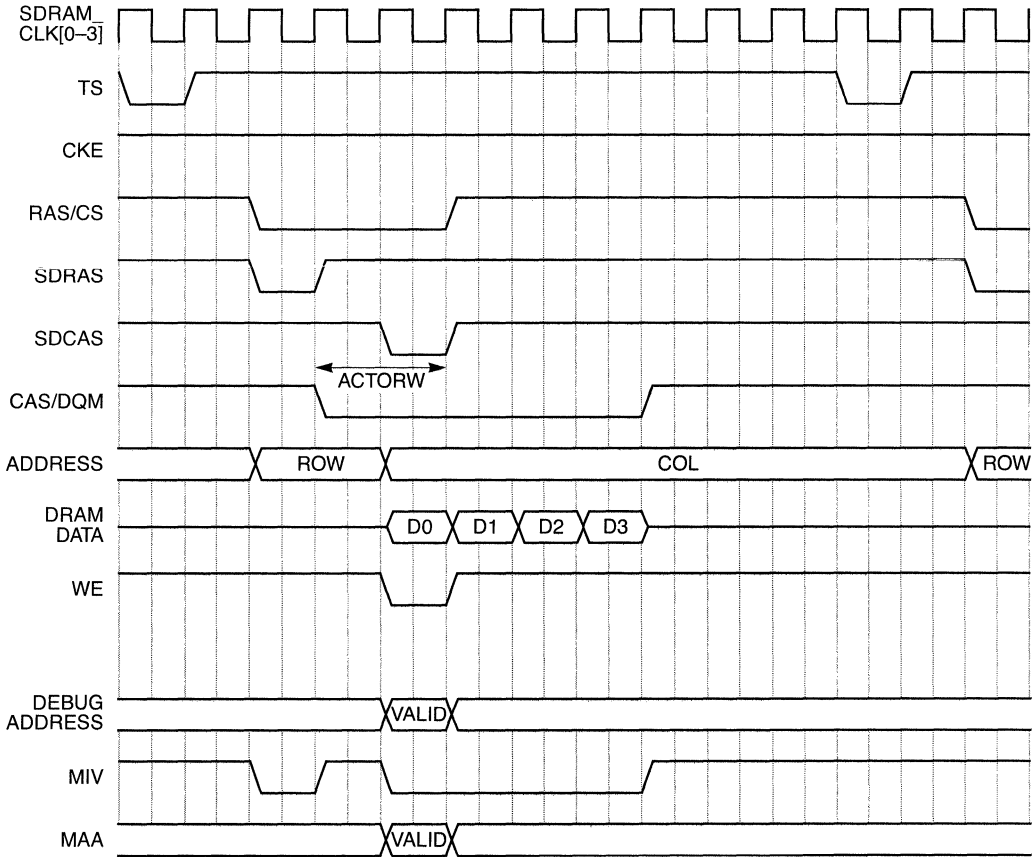 SDRAM_
CLK[0–3]
TS
CKE
RAS/CS
SDRAS
SDCAS
ACTORW
CAS/DQM
ADDRESS ROW COL ROW
DRAM
DATA
D0 D1 D2 D3
WE
DEBUG
ADDRESS
VALID
MIV
MAA VALID